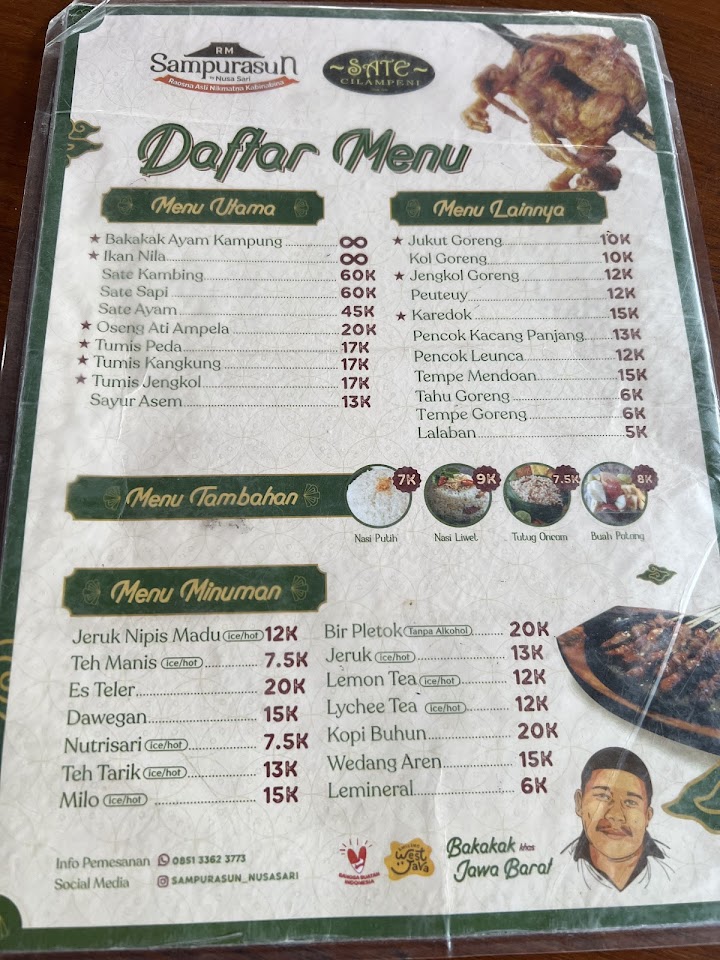 RM
Sampurasun
by Nusa Sari
Raosna Asli Nikmatna Kabinabina
~SATE~
CILAMPENI
Daftar Menu
Menu Utama
★ Bakakak Ayam Kampung ∞
★ Ikan Nila ∞
Sate Kambing 60K
Sate Sapi 60K
Sate Ayam 45K
★ Oseng Ati Ampela 20K
★ Tumis Peda 17K
★ Tumis Kangkung 17K
★ Tumis Jengkol 17K
Sayur Asem 13K
Menu Lainnya
★ Jukut Goreng 10K
Kol Goreng 10K
★ Jengkol Goreng 12K
Peuteuy 12K
★ Karedok 15K
Pencok Kacang Panjang 13K
Pencok Leunca 12K
Tempe Mendoan 15K
Tahu Goreng 6K
Tempe Goreng 6K
Lalaban 5K
Menu Tambahan
7K
9K
7.5K
8K
Nasi Putih
Nasi Liwet
Tutug Oncom
Buah Potong
Menu Minuman
Jeruk Nipis Madu (ice/hot) 12K
Teh Manis (ice/hot) 7.5K
Es Teler 20K
Dawegan 15K
Nutrisari (ice/hot) 7.5K
Teh Tarik (ice/hot) 13K
Milo (ice/hot) 15K
Bir Pletok (Tanpa Alkohol) 20K
Jeruk (ice/hot) 13K
Lemon Tea (ice/hot) 12K
Lychee Tea (ice/hot) 12K
Kopi Buhun 20K
Wedang Aren 15K
Lemineral 6K
Info Pemesanan 0851 3362 3773
Social Media SAMPURASUN_NUSASARI
BANGGA BUATAN
INDONESIA
West
Java
Bakakak khas
Jawa Barat